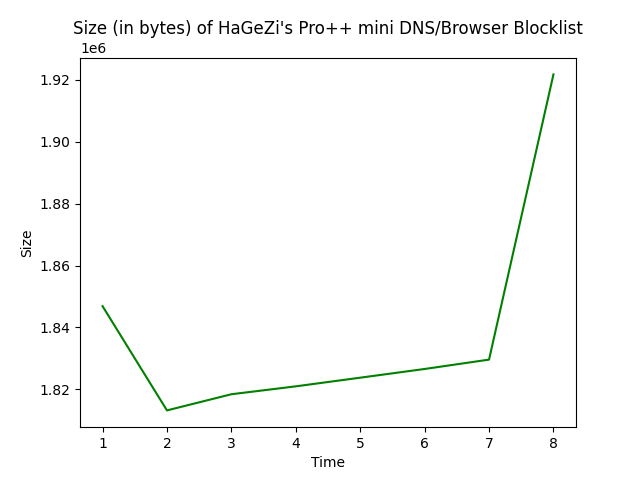 Size (in bytes) of HaGeZi's Pro++ mini DNS/Browser Blocklist
1e6
1.92
1.90
1.88
1.86
1.84
1.82
Size
1 2 3 4 5 6 7 8
Time